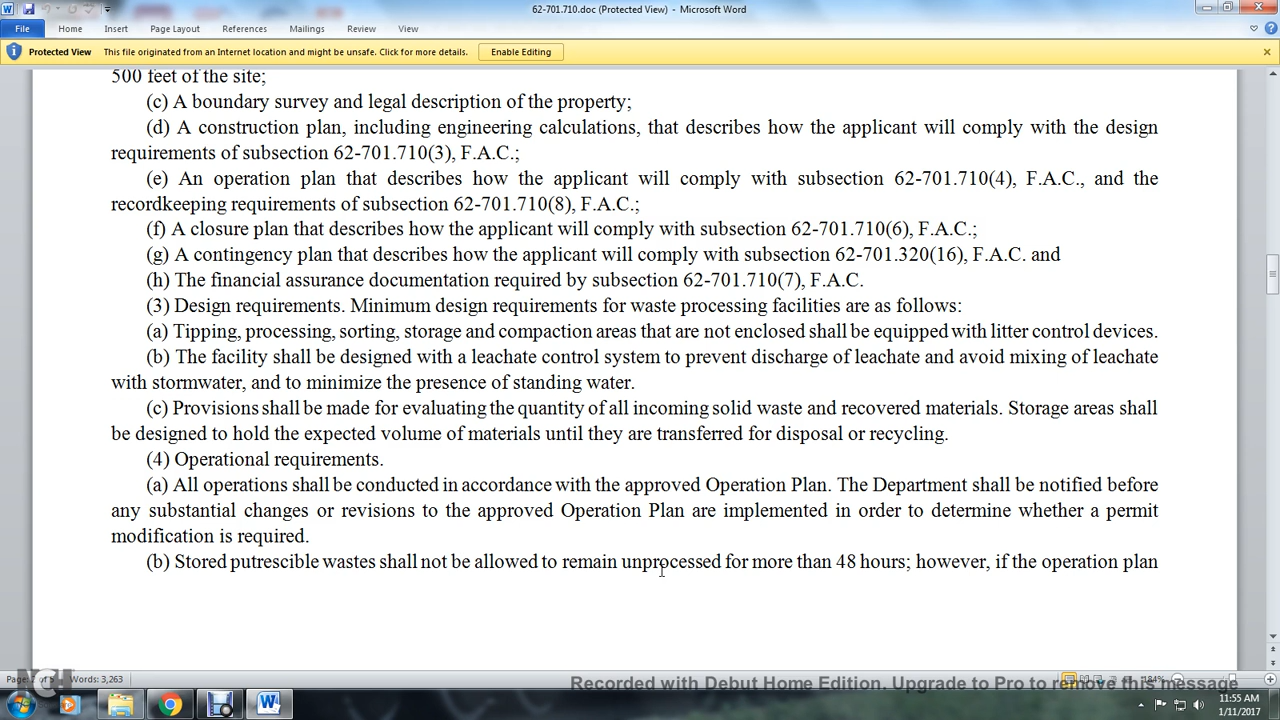 62-701.710.doc (Protected View) - Microsoft Word
File Home Insert Page Layout References Mailings Review View
Protected View This file originated from an Internet location and might be unsafe. Click for more details. Enable Editing
500 feet of the site;
(c) A boundary survey and legal description of the property;
(d) A construction plan, including engineering calculations, that describes how the applicant will comply with the design
requirements of subsection 62-701.710(3), F.A.C.;
(e) An operation plan that describes how the applicant will comply with subsection 62-701.710(4), F.A.C., and the
recordkeeping requirements of subsection 62-701.710(8), F.A.C.;
(f) A closure plan that describes how the applicant will comply with subsection 62-701.710(6), F.A.C.;
(g) A contingency plan that describes how the applicant will comply with subsection 62-701.320(16), F.A.C. and
(h) The financial assurance documentation required by subsection 62-701.710(7), F.A.C.
(3) Design requirements. Minimum design requirements for waste processing facilities are as follows:
(a) Tipping, processing, sorting, storage and compaction areas that are not enclosed shall be equipped with litter control devices.
(b) The facility shall be designed with a leachate control system to prevent discharge of leachate and avoid mixing of leachate
with stormwater, and to minimize the presence of standing water.
(c) Provisions shall be made for evaluating the quantity of all incoming solid waste and recovered materials. Storage areas shall
be designed to hold the expected volume of materials until they are transferred for disposal or recycling.
(4) Operational requirements.
(a) All operations shall be conducted in accordance with the approved Operation Plan. The Department shall be notified before
any substantial changes or revisions to the approved Operation Plan are implemented in order to determine whether a permit
modification is required.
(b) Stored putrescible wastes shall not be allowed to remain unprocessed for more than 48 hours; however, if the operation plan
Words: 3,263
184%
NCH
Recorded with Debut Home Edition. Upgrade to Pro to remove this message
11:55 AM
1/11/2017